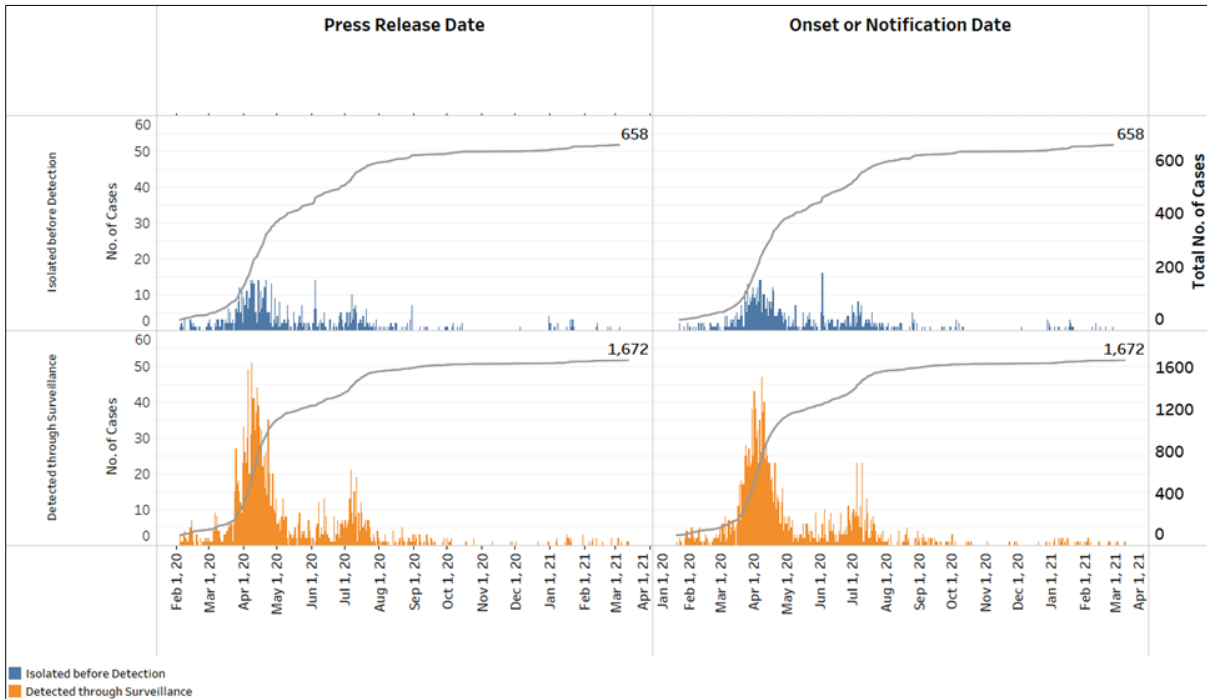 Press Release Date
Onset or Notification Date
Isolated before Detection
No. of Cases
60
50
40
30
20
10
0
658
658
600
400
200
0
Total No. of Cases
Detected through Surveillance
No. of Cases
60
50
40
30
20
10
0
1,672
1,672
1600
1200
800
400
0
Feb 1, 20
Mar 1, 20
Apr 1, 20
May 1, 20
Jun 1, 20
Jul 1, 20
Aug 1, 20
Sep 1, 20
Oct 1, 20
Nov 1, 20
Dec 1, 20
Jan 1, 21
Feb 1, 21
Mar 1, 21
Apr 1, 21
Jan 1, 20
Feb 1, 20
Mar 1, 20
Apr 1, 20
May 1, 20
Jun 1, 20
Jul 1, 20
Aug 1, 20
Sep 1, 20
Oct 1, 20
Nov 1, 20
Dec 1, 20
Jan 1, 21
Feb 1, 21
Mar 1, 21
Apr 1, 21
Isolated before Detection
Detected through Surveillance